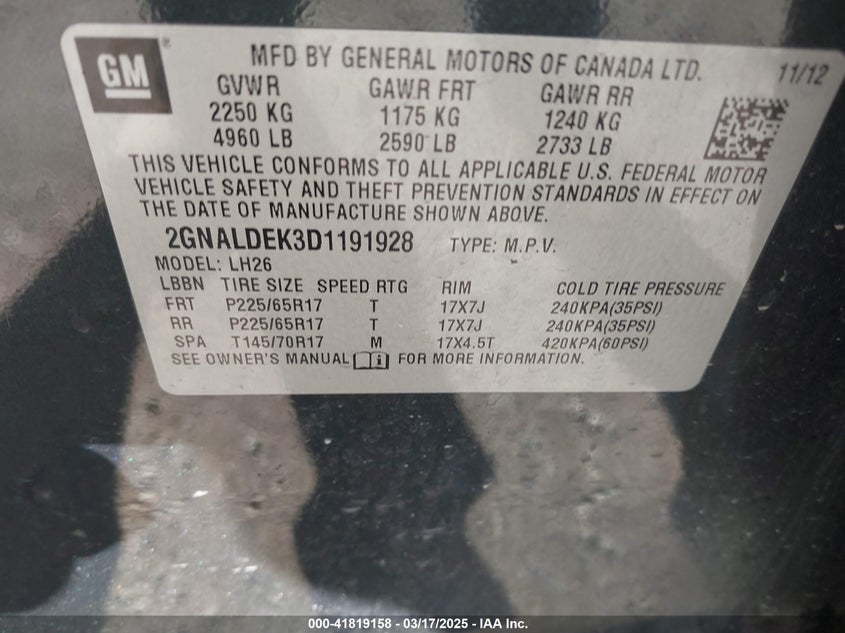 GM ®
MFD BY GENERAL MOTORS OF CANADA LTD. 11/12
GVWR GAWR FRT GAWR RR
2250 KG 1175 KG 1240 KG
4960 LB 2590 LB 2733 LB
THIS VEHICLE CONFORMS TO ALL APPLICABLE U.S. FEDERAL MOTOR
VEHICLE SAFETY AND THEFT PREVENTION STANDARDS IN EFFECT ON
THE DATE OF MANUFACTURE SHOWN ABOVE.
2GNALDEK3D1191928 TYPE: M.P.V.
MODEL: LH26
LBBN TIRE SIZE SPEED RTG RIM COLD TIRE PRESSURE
FRT P225/65R17 T 17X7J 240KPA(35PSI)
RR P225/65R17 T 17X7J 240KPA(35PSI)
SPA T145/70R17 M 17X4.5T 420KPA(60PSI)
SEE OWNER'S MANUAL FOR MORE INFORMATION.
000-41819158 - 03/17/2025 - IAA Inc.